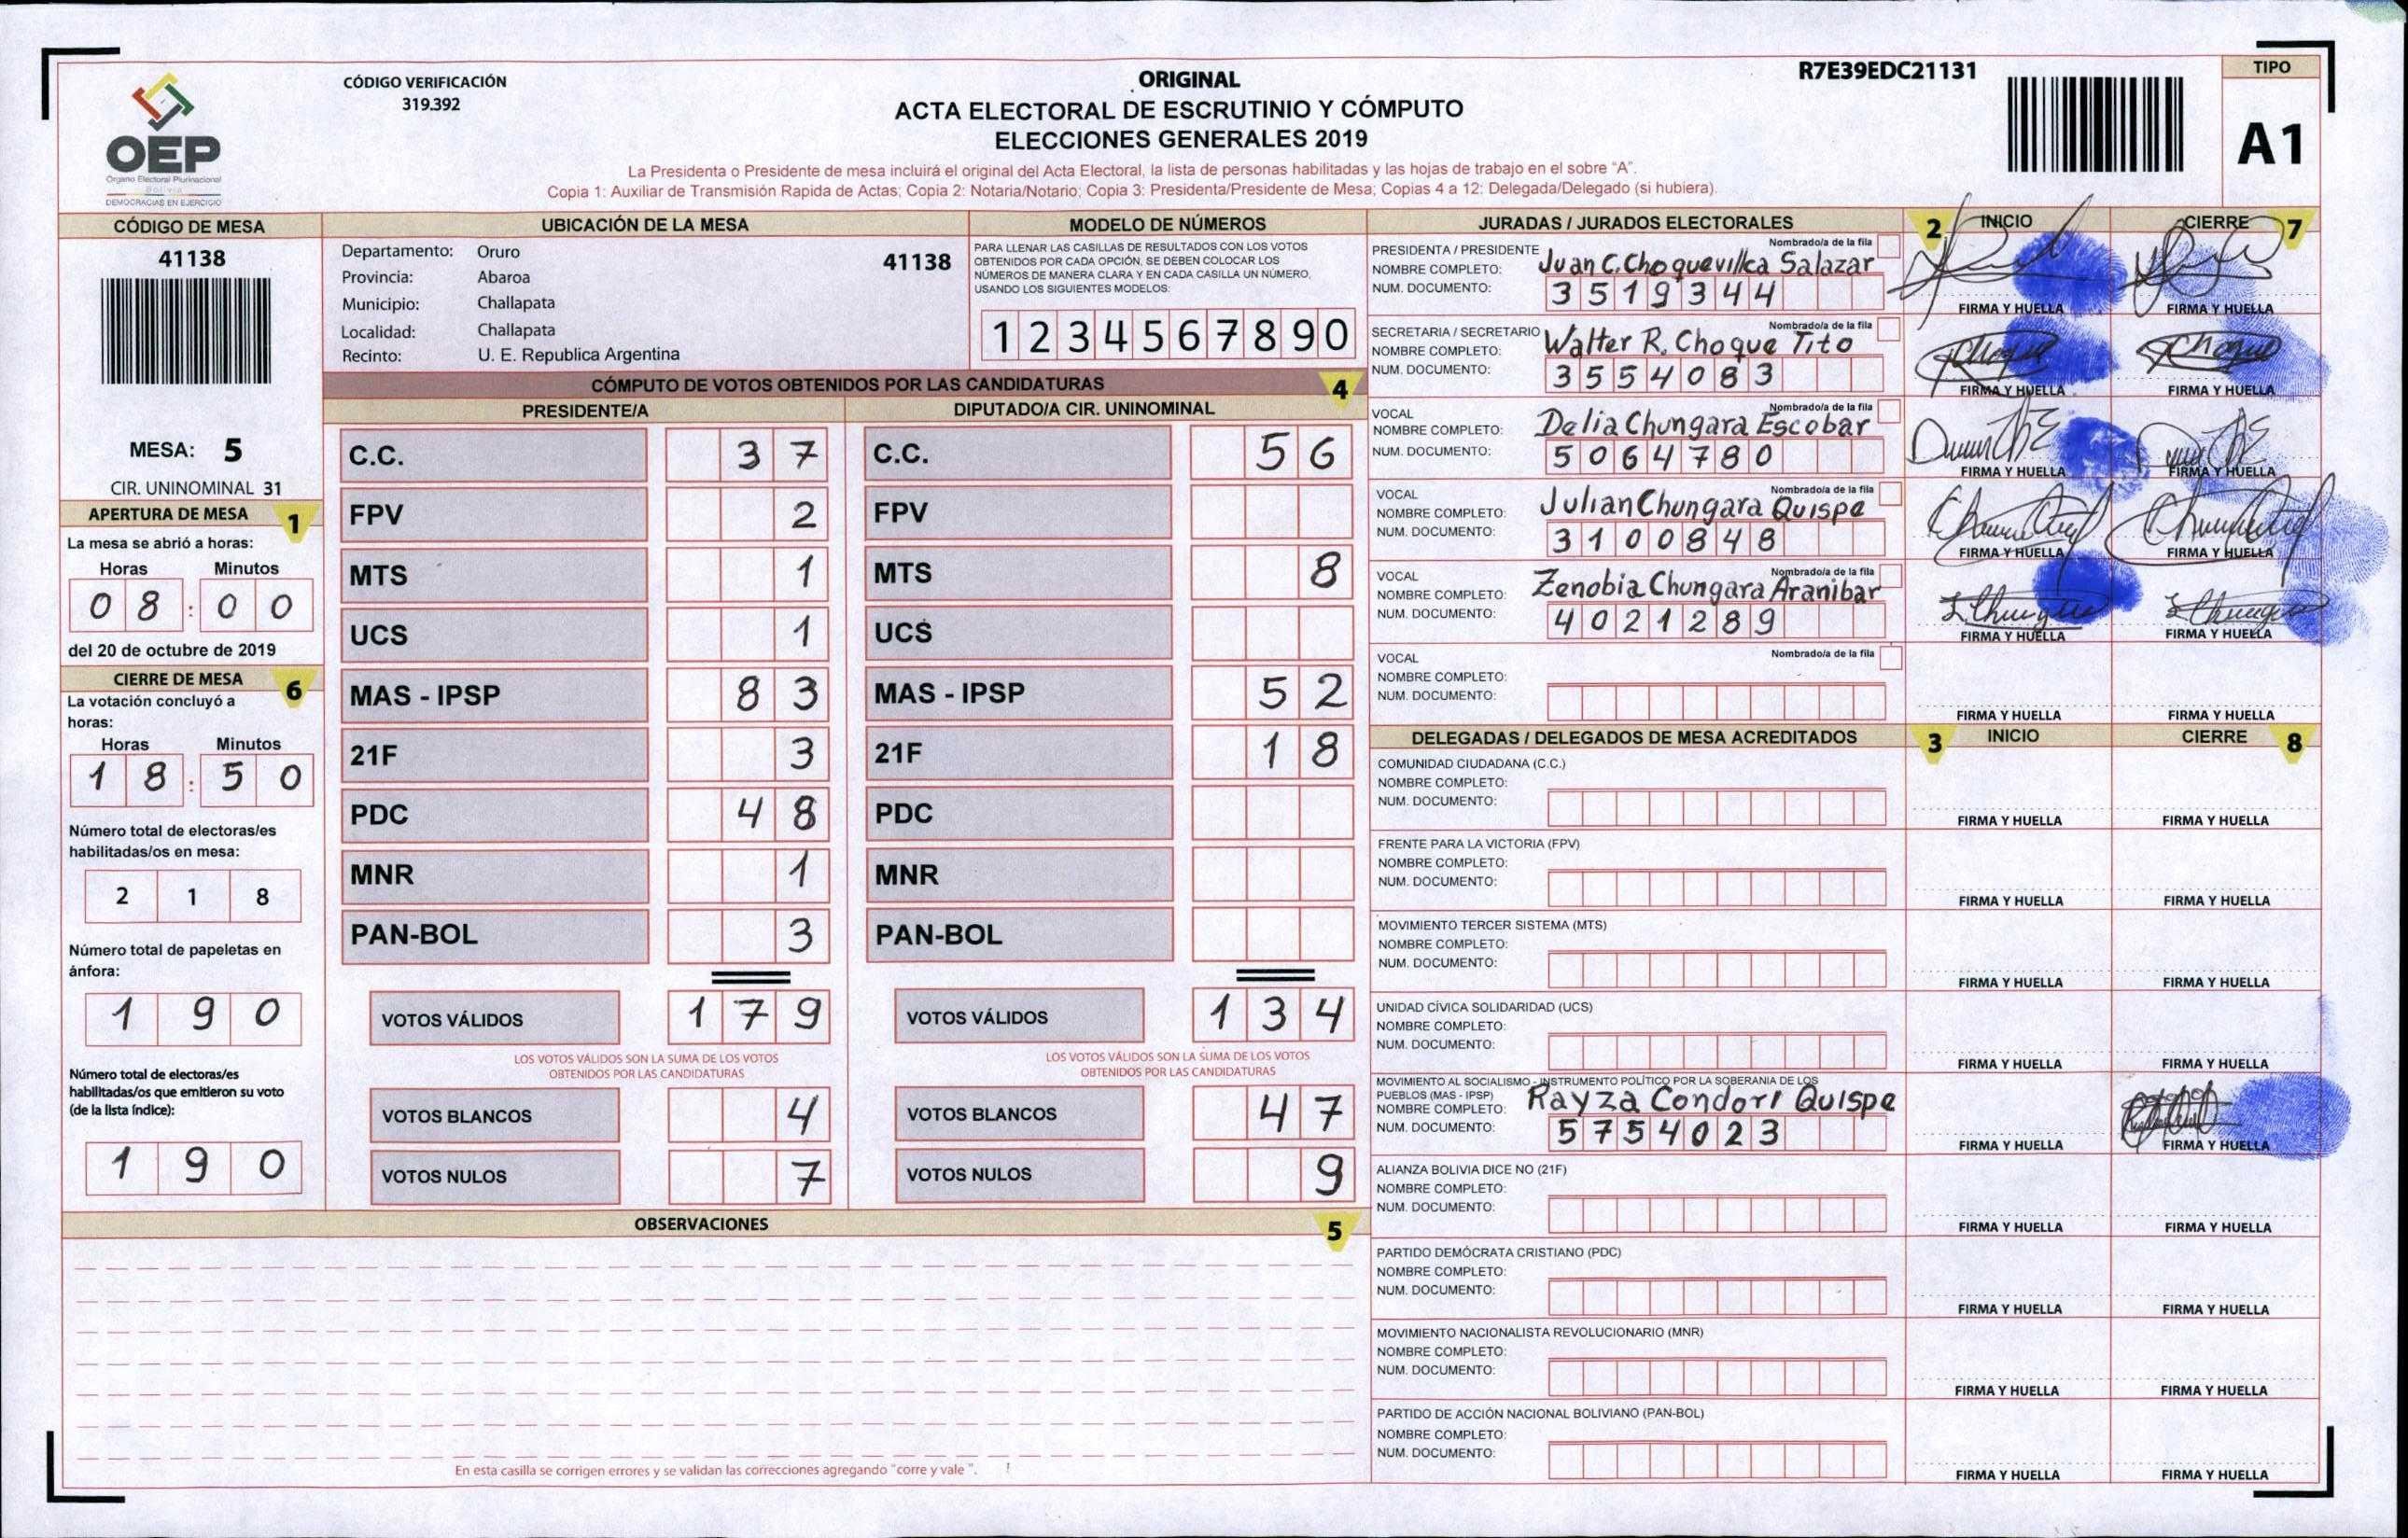 OEP
Órgano Electoral Plurinacional
Bolivia
DEMOCRACIAS EN EJERCICIO
CÓDIGO VERIFICACIÓN
319.392
ORIGINAL
ACTA ELECTORAL DE ESCRUTINIO Y CÓMPUTO
ELECCIONES GENERALES 2019
La Presidenta o Presidente de mesa incluirá el original del Acta Electoral, la lista de personas habilitadas y las hojas de trabajo en el sobre "A".
Copia 1: Auxiliar de Transmisión Rapida de Actas; Copia 2: Notaria/Notario; Copia 3: Presidenta/Presidente de Mesa; Copias 4 a 12: Delegada/Delegado (si hubiera).
R7E39EDC21131
TIPO
A1
CÓDIGO DE MESA
41138
MESA: 5
CIR. UNINOMINAL 31
APERTURA DE MESA 1
La mesa se abrió a horas:
Horas Minutos
08:00
del 20 de octubre de 2019
CIERRE DE MESA 6
La votación concluyó a
horas:
Horas Minutos
18:50
Número total de electoras/es
habilitadas/os en mesa:
218
Número total de papeletas en
ánfora:
190
Número total de electoras/es
habilitadas/os que emitieron su voto
(de la lista índice):
190
UBICACIÓN DE LA MESA
Departamento: Oruro 41138
Provincia: Abaroa
Municipio: Challapata
Localidad: Challapata
Recinto: U. E. Republica Argentina
MODELO DE NÚMEROS
PARA LLENAR LAS CASILLAS DE RESULTADOS CON LOS VOTOS
OBTENIDOS POR CADA OPCIÓN, SE DEBEN COLOCAR LOS
NÚMEROS DE MANERA CLARA Y EN CADA CASILLA UN NÚMERO,
USANDO LOS SIGUIENTES MODELOS:
1 2 3 4 5 6 7 8 9 0
CÓMPUTO DE VOTOS OBTENIDOS POR LAS CANDIDATURAS 4
PRESIDENTE/A
C.C. 37
FPV 2
MTS 1
UCS 1
MAS - IPSP 83
21F 3
PDC 48
MNR 1
PAN-BOL 3
VOTOS VÁLIDOS 179
LOS VOTOS VÁLIDOS SON LA SUMA DE LOS VOTOS
OBTENIDOS POR LAS CANDIDATURAS
VOTOS BLANCOS 4
VOTOS NULOS 7
DIPUTADO/A CIR. UNINOMINAL
C.C. 56
FPV
MTS 8
UCS
MAS - IPSP 52
21F 18
PDC
MNR
PAN-BOL
VOTOS VÁLIDOS 134
LOS VOTOS VÁLIDOS SON LA SUMA DE LOS VOTOS
OBTENIDOS POR LAS CANDIDATURAS
VOTOS BLANCOS 47
VOTOS NULOS 9
OBSERVACIONES 5
En esta casilla se corrigen errores y se validan las correcciones agregando "corre y vale ".
JURADAS / JURADOS ELECTORALES 2 INICIO CIERRE 7
PRESIDENTA / PRESIDENTE Nombrado/a de la fila
NOMBRE COMPLETO: Juan C. Choquevillca Salazar
NUM. DOCUMENTO: 3519344
FIRMA Y HUELLA FIRMA Y HUELLA
SECRETARIA / SECRETARIO Nombrado/a de la fila
NOMBRE COMPLETO: Walter R. Choque Tito
NUM. DOCUMENTO: 3554083
FIRMA Y HUELLA FIRMA Y HUELLA
VOCAL Nombrado/a de la fila
NOMBRE COMPLETO: Delia Chungara Escobar
NUM. DOCUMENTO: 5064780
FIRMA Y HUELLA FIRMA Y HUELLA
VOCAL Nombrado/a de la fila
NOMBRE COMPLETO: Julian Chungara Quispe
NUM. DOCUMENTO: 3100848
FIRMA Y HUELLA FIRMA Y HUELLA
VOCAL Nombrado/a de la fila
NOMBRE COMPLETO: Zenobia Chungara Aranibar
NUM. DOCUMENTO: 4021289
FIRMA Y HUELLA FIRMA Y HUELLA
VOCAL Nombrado/a de la fila
NOMBRE COMPLETO:
NUM. DOCUMENTO:
FIRMA Y HUELLA FIRMA Y HUELLA
DELEGADAS / DELEGADOS DE MESA ACREDITADOS 3 INICIO CIERRE 8
COMUNIDAD CIUDADANA (C.C.)
NOMBRE COMPLETO:
NUM. DOCUMENTO:
FIRMA Y HUELLA FIRMA Y HUELLA
FRENTE PARA LA VICTORIA (FPV)
NOMBRE COMPLETO:
NUM. DOCUMENTO:
FIRMA Y HUELLA FIRMA Y HUELLA
MOVIMIENTO TERCER SISTEMA (MTS)
NOMBRE COMPLETO:
NUM. DOCUMENTO:
FIRMA Y HUELLA FIRMA Y HUELLA
UNIDAD CÍVICA SOLIDARIDAD (UCS)
NOMBRE COMPLETO:
NUM. DOCUMENTO:
FIRMA Y HUELLA FIRMA Y HUELLA
MOVIMIENTO AL SOCIALISMO - INSTRUMENTO POLÍTICO POR LA SOBERANIA DE LOS
PUEBLOS (MAS - IPSP)
NOMBRE COMPLETO: Rayza Condori Quispe
NUM. DOCUMENTO: 5754023
FIRMA Y HUELLA FIRMA Y HUELLA
ALIANZA BOLIVIA DICE NO (21F)
NOMBRE COMPLETO:
NUM. DOCUMENTO:
FIRMA Y HUELLA FIRMA Y HUELLA
PARTIDO DEMÓCRATA CRISTIANO (PDC)
NOMBRE COMPLETO:
NUM. DOCUMENTO:
FIRMA Y HUELLA FIRMA Y HUELLA
MOVIMIENTO NACIONALISTA REVOLUCIONARIO (MNR)
NOMBRE COMPLETO:
NUM. DOCUMENTO:
FIRMA Y HUELLA FIRMA Y HUELLA
PARTIDO DE ACCIÓN NACIONAL BOLIVIANO (PAN-BOL)
NOMBRE COMPLETO:
NUM. DOCUMENTO:
FIRMA Y HUELLA FIRMA Y HUELLA